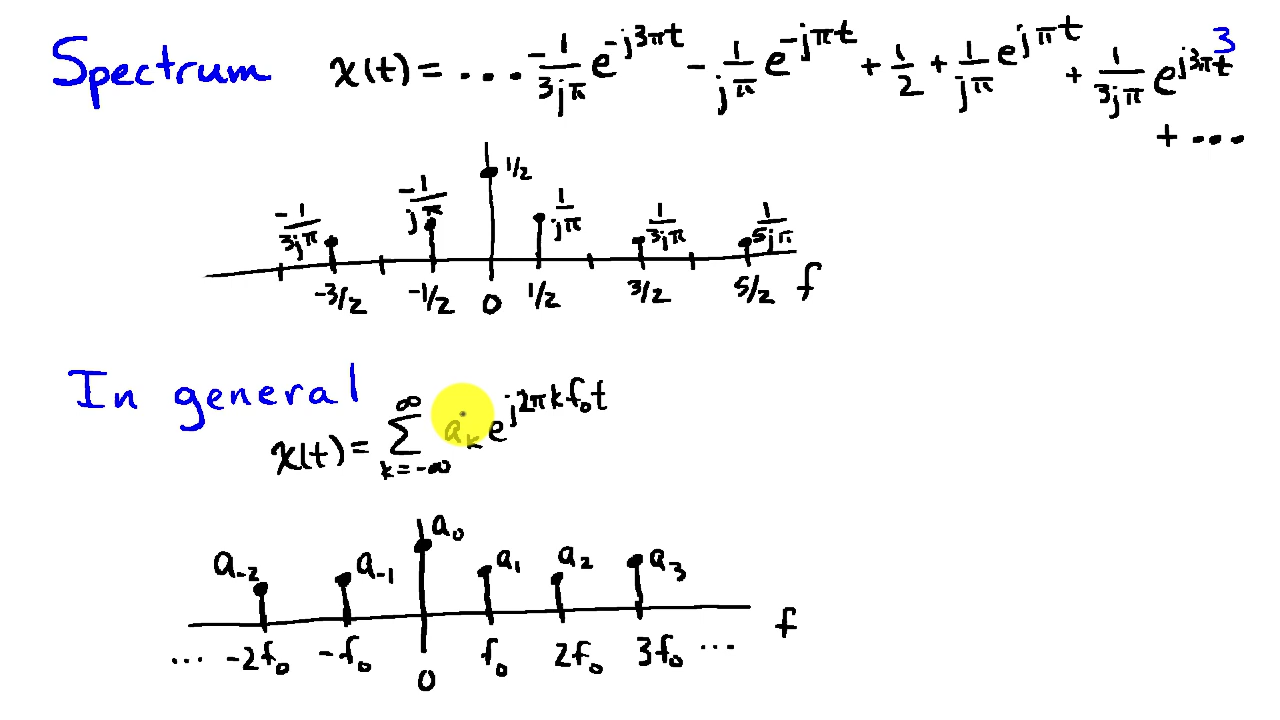 Spectrum x(t) = ... -1/3jπ e^-j3πt - 1/jπ e^-jπt + 1/2 + 1/jπ e^jπt + 1/3jπ e^j3πt 3
+ ...
1/2
-1/3jπ -1/jπ 1/jπ 1/3jπ 1/5jπ
-3/2 -1/2 0 1/2 3/2 5/2 f
In general
x(t) = ∑ k=-∞ ∞ a_k e^j2πkf₀t
a₋₂ a₋₁ a₀ a₁ a₂ a₃
... -2f₀ -f₀ 0 f₀ 2f₀ 3f₀ ... f